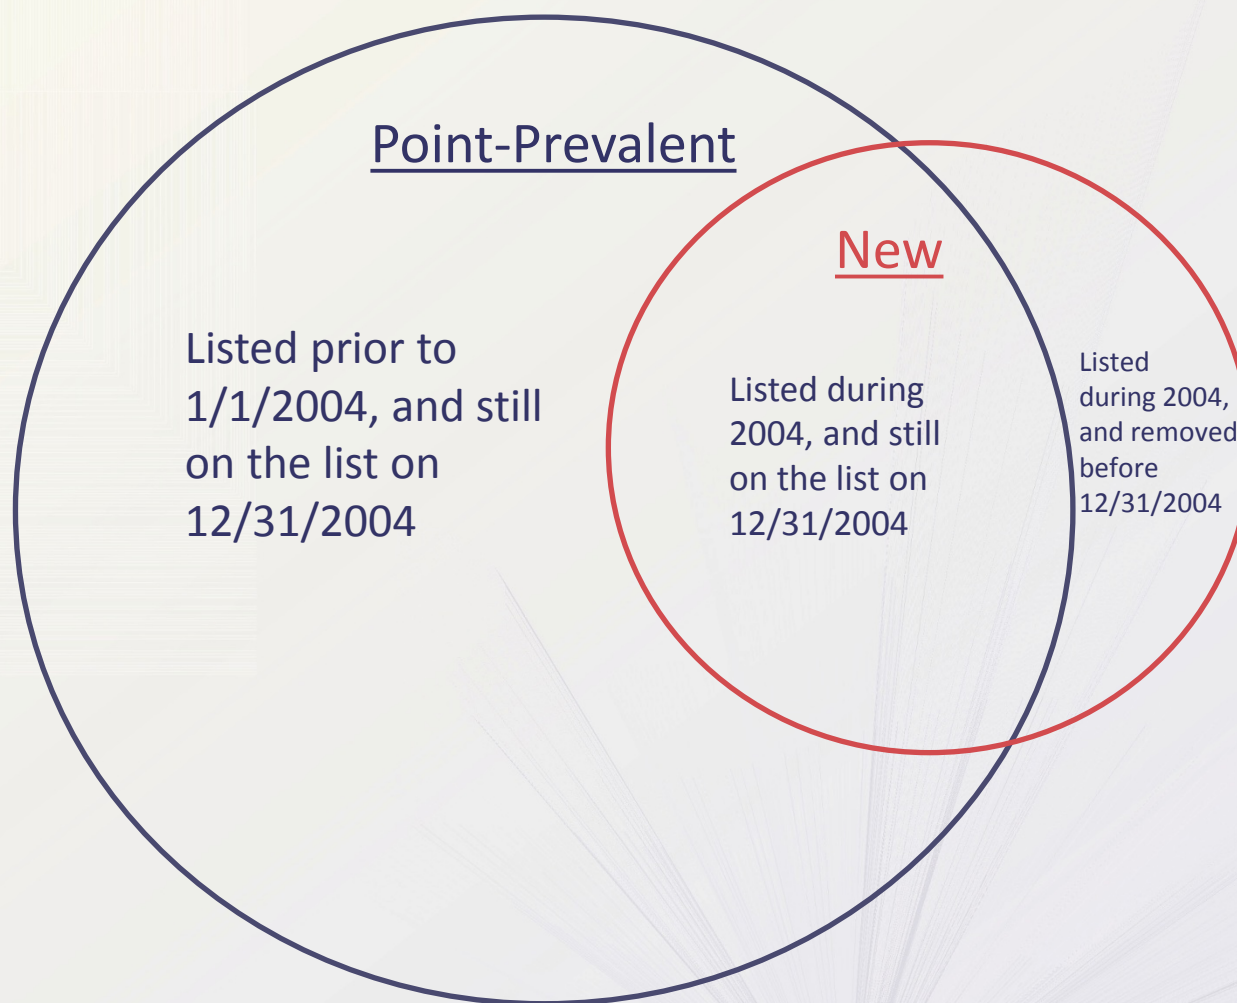 Point-Prevalent
New
Listed prior to
1/1/2004, and still
on the list on
12/31/2004
Listed during
2004, and still
on the list on
12/31/2004
Listed
during 2004,
and removed
before
12/31/2004